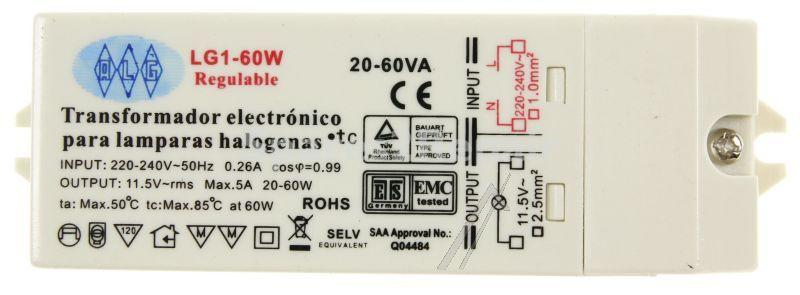 ALG
LG1-60W
Regulable
20-60VA
CE
Transformador electrónico
para lamparas halogenas
•tc
INPUT: 220-240V~50Hz 0.26A cosφ=0.99
OUTPUT: 11.5V~rms Max.5A 20-60W
ta: Max.50℃ tc:Max.85℃ at 60W
120
M M
SELV
EQUIVALENT
ROHS
TÜV
Rheinland
Product Safety
BAUART
GEPRÜFT
TYPE
APPROVED
ETS
Germany
EMC
tested
SAA Approval No.:
Q04484
INPUT
L
N
220-240V~
1.0mm²
OUTPUT
11.5V~
2.5mm²